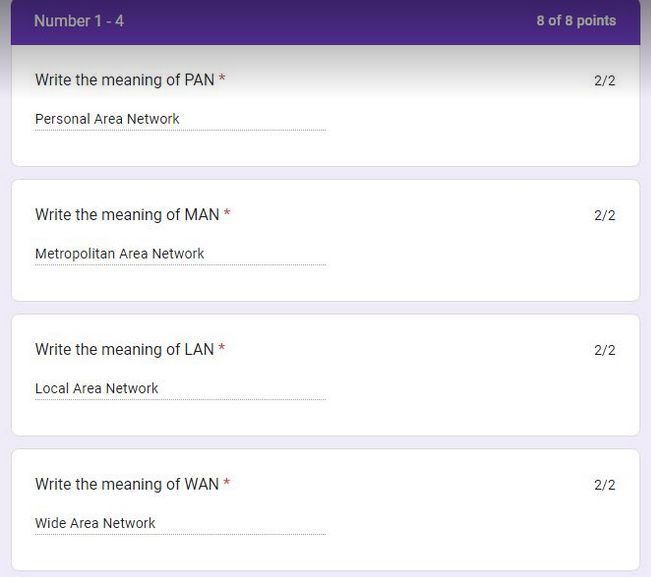 Number 1 - 4 8 of 8 points
Write the meaning of PAN * 2/2
Personal Area Network
Write the meaning of MAN * 2/2
Metropolitan Area Network
Write the meaning of LAN * 2/2
Local Area Network
Write the meaning of WAN * 2/2
Wide Area Network